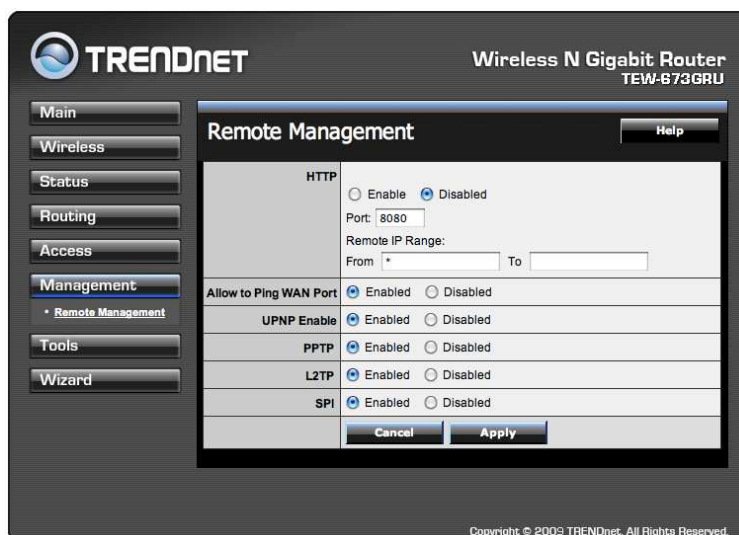 TRENDNET
Wireless N Gigabit Router
TEW-673GRU
Main
Wireless
Status
Routing
Access
Management
• Remote Management
Tools
Wizard
Remote Management
Help
HTTP
Enable Disabled
Port: 8080
Remote IP Range:
From * To
Allow to Ping WAN Port Enabled Disabled
UPNP Enable Enabled Disabled
PPTP Enabled Disabled
L2TP Enabled Disabled
SPI Enabled Disabled
Cancel Apply
Copyright © 2009 TRENDnet. All Rights Reserved.